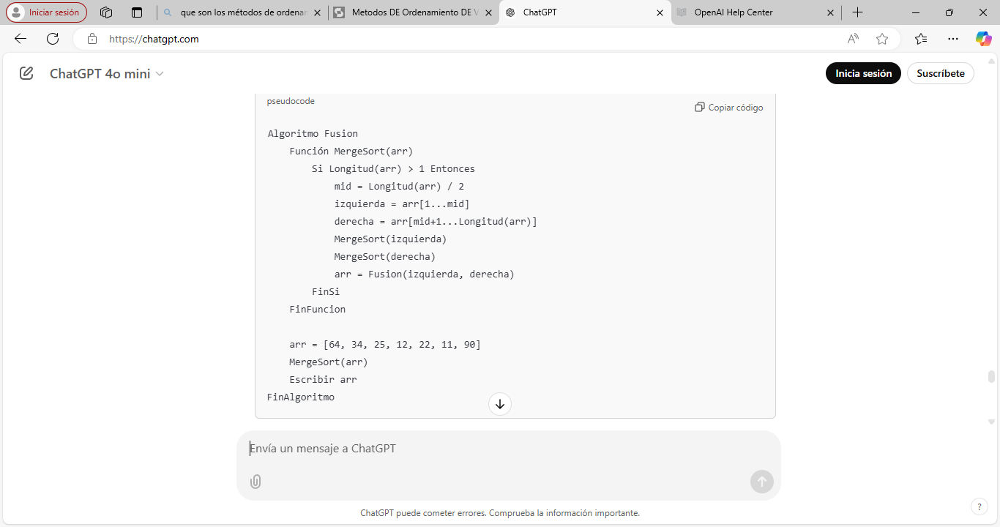 Iniciar sesión
que son los métodos de ordenar
Metodos DE Ordenamiento DE V
ChatGPT
OpenAI Help Center
https://chatgpt.com
ChatGPT 4o mini
Inicia sesión
Suscríbete
pseudocode
Copiar código
Algoritmo Fusion
    Función MergeSort(arr)
        Si Longitud(arr) > 1 Entonces
            mid = Longitud(arr) / 2
            izquierda = arr[1...mid]
            derecha = arr[mid+1...Longitud(arr)]
            MergeSort(izquierda)
            MergeSort(derecha)
            arr = Fusion(izquierda, derecha)
        FinSi
    FinFuncion
    arr = [64, 34, 25, 12, 22, 11, 90]
    MergeSort(arr)
    Escribir arr
FinAlgoritmo
Envía un mensaje a ChatGPT
ChatGPT puede cometer errores. Comprueba la información importante.
?